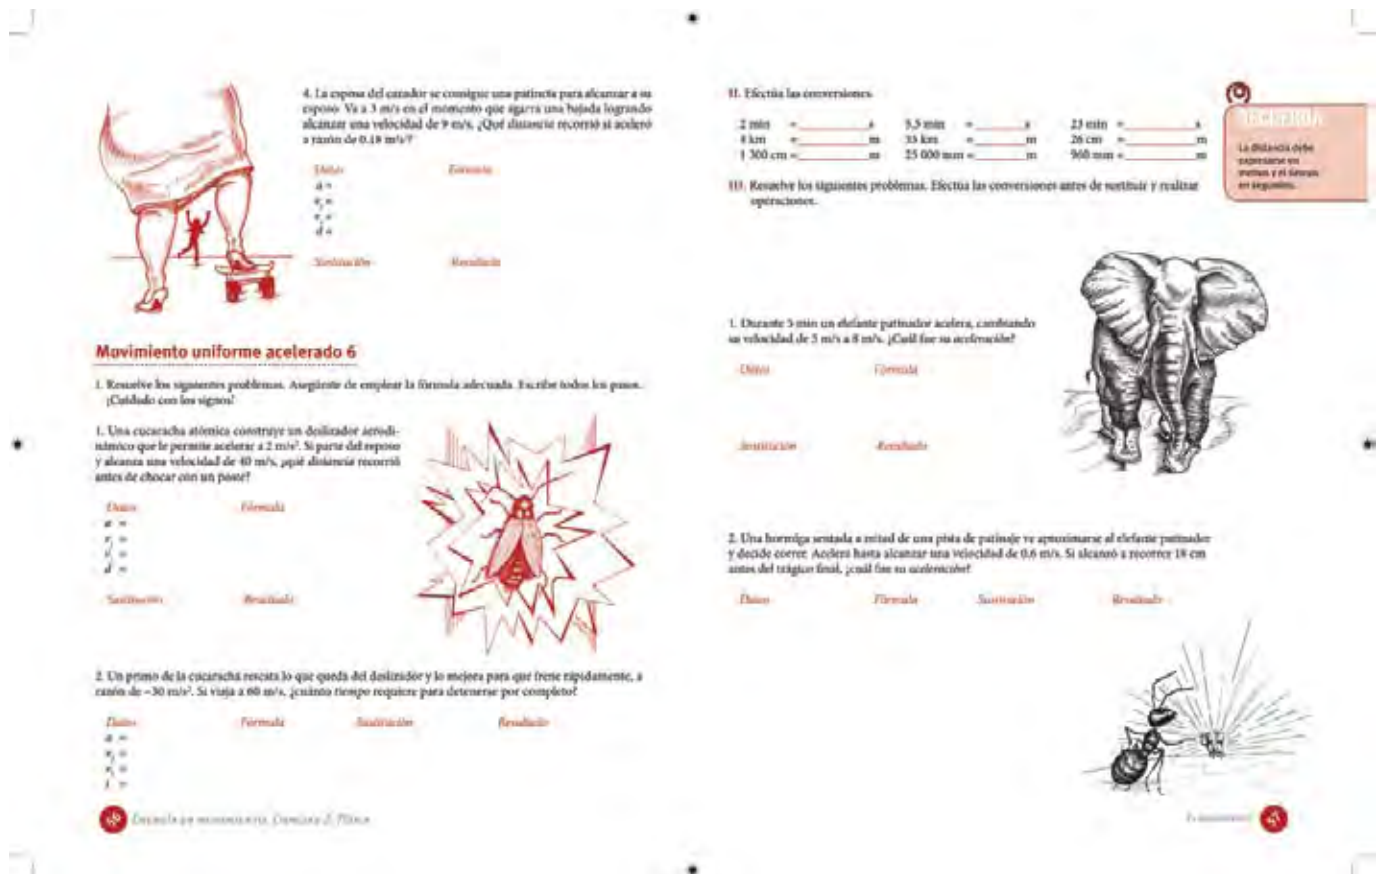 4. La esposa del cazador se consigue una patineta para alcanzar a su
esposo. Va a 3 m/s en el momento que agarra una bajada logrando
alcanzar una velocidad de 9 m/s. ¿Qué distancia recorrió si aceleró
a razón de 0.18 m/s²?
Datos Fórmula
a =
v =
v =
d =
Sustitución Resultado
Movimiento uniforme acelerado 6
I. Resuelve los siguientes problemas. Asegúrate de emplear la fórmula adecuada. Escribe todos los pasos.
¡Cuidado con los signos!
1. Una cucaracha atómica construye un deslizador aerodi-
námico que le permite acelerar a 2 m/s². Si parte del reposo
y alcanza una velocidad de 40 m/s, ¿qué distancia recorrió
antes de chocar con un poste?
Datos Fórmula
a =
v =
v =
d =
Sustitución Resultado
2. Un primo de la cucaracha rescata lo que queda del deslizador y lo mejora para que frene rápidamente, a
razón de −30 m/s². Si viaja a 60 m/s, ¿cuánto tiempo requiere para detenerse por completo?
Datos Fórmula Sustitución Resultado
a =
v =
v =
t =
Energía en movimiento. Ciencias 2. Física
II. Efectúa las conversiones.
2 min = s 5.5 min = s 23 min = s
4 km = m 35 km = m 26 cm = m
1 300 cm = m 25 000 mm = m 960 mm = m
RECUERDA
La distancia debe
expresarse en
metros y el tiempo
en segundos.
III. Resuelve los siguientes problemas. Efectúa las conversiones antes de sustituir y realizar
operaciones.
1. Durante 5 min un elefante patinador acelera, cambiando
su velocidad de 5 m/s a 8 m/s. ¿Cuál fue su aceleración?
Datos Fórmula
Sustitución Resultado
2. Una hormiga sentada a mitad de una pista de patinaje ve aproximarse al elefante patinador
y decide correr. Acelera hasta alcanzar una velocidad de 0.6 m/s. Si alcanzó a recorrer 18 cm
antes del trágico final, ¿cuál fue su aceleración?
Datos Fórmula Sustitución Resultado
El movimiento